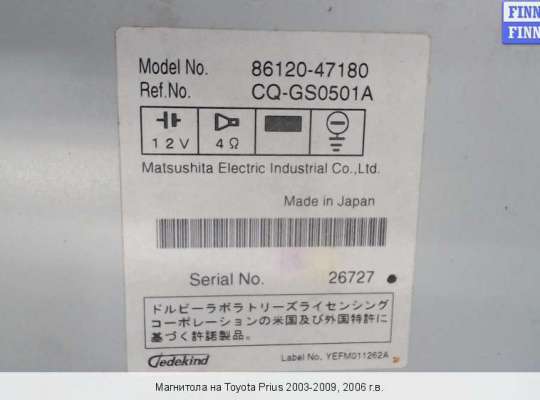 FINN
FINN
Model No. 86120-47180
Ref.No. CQ-GS0501A
12V 4Ω
Matsushita Electric Industrial Co.,Ltd.
Made in Japan
Serial No. 26727
ドルビーラボラトリーズライセンシング
コーポレーションの米国及び外国特許に
基づく許諾製品。
Gedekind Label No. YEFM011262A
Магнитола на Toyota Prius 2003-2009, 2006 г.в.